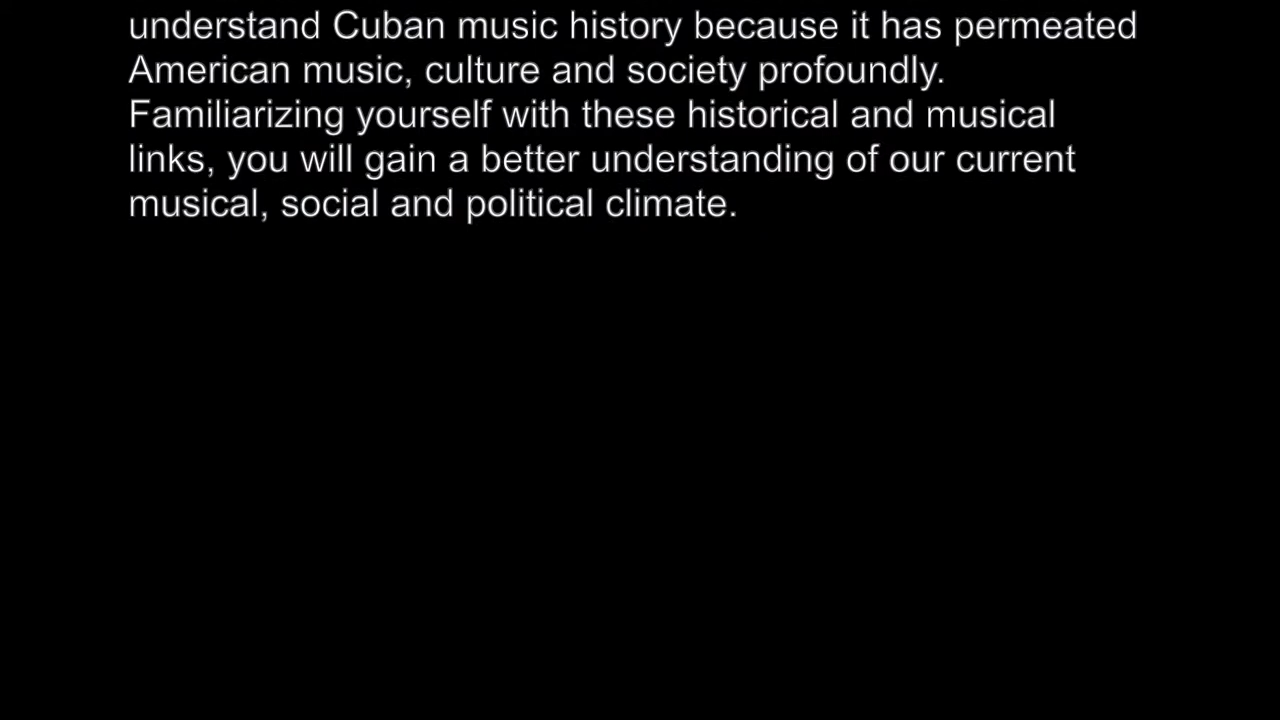 understand Cuban music history because it has permeated
American music, culture and society profoundly.
Familiarizing yourself with these historical and musical
links, you will gain a better understanding of our current
musical, social and political climate.